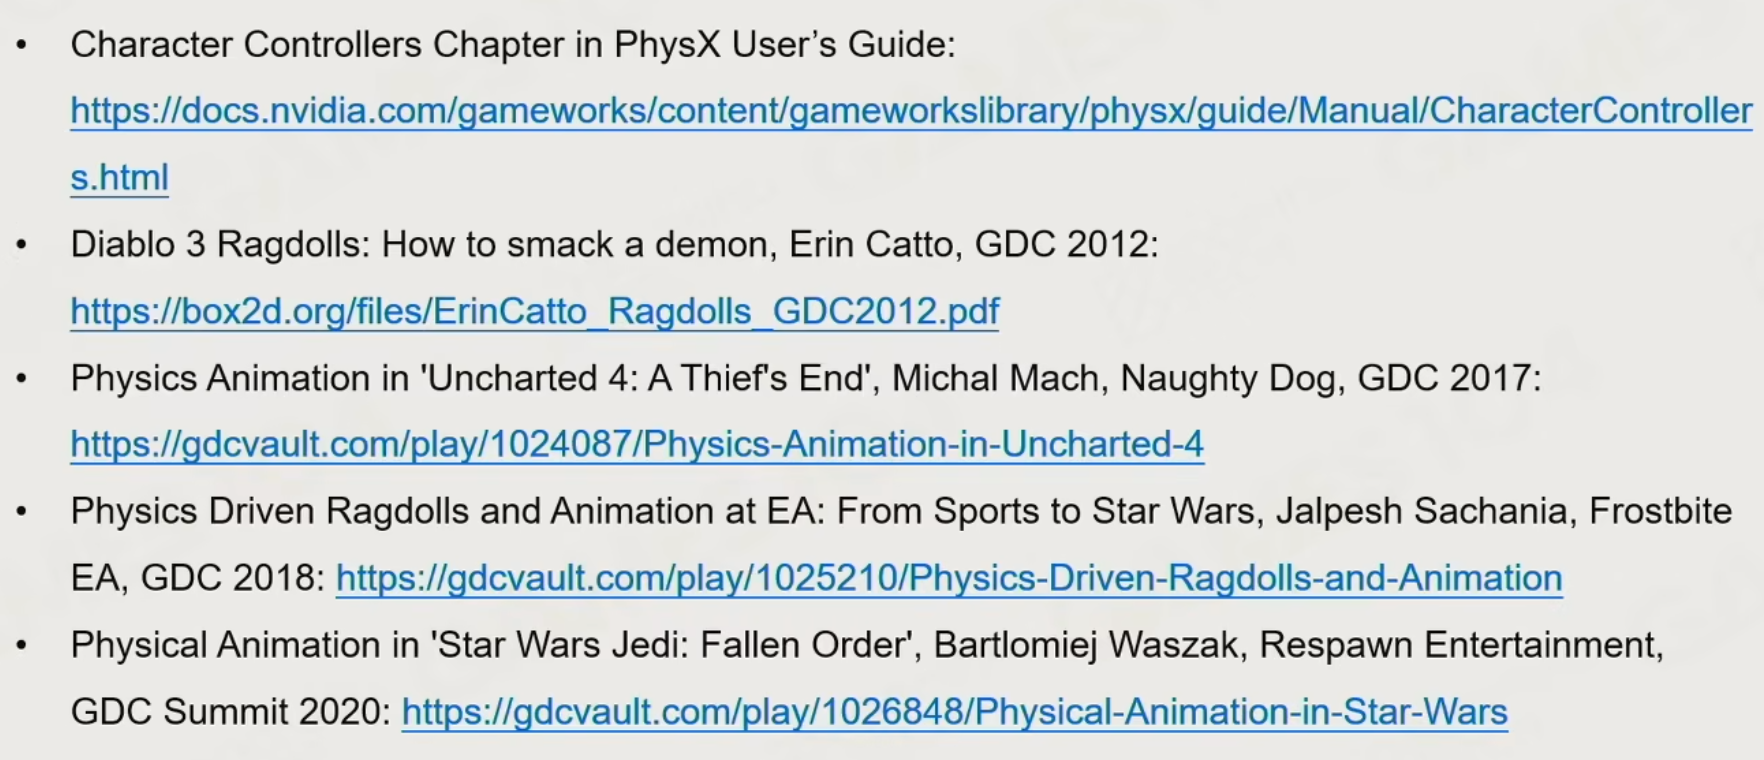 • Character Controllers Chapter in PhysX User’s Guide:
https://docs.nvidia.com/gameworks/content/gameworkslibrary/physx/guide/Manual/CharacterController
s.html
• Diablo 3 Ragdolls: How to smack a demon, Erin Catto, GDC 2012:
https://box2d.org/files/ErinCatto_Ragdolls_GDC2012.pdf
• Physics Animation in 'Uncharted 4: A Thief's End', Michal Mach, Naughty Dog, GDC 2017:
https://gdcvault.com/play/1024087/Physics-Animation-in-Uncharted-4
• Physics Driven Ragdolls and Animation at EA: From Sports to Star Wars, Jalpesh Sachania, Frostbite
EA, GDC 2018: https://gdcvault.com/play/1025210/Physics-Driven-Ragdolls-and-Animation
• Physical Animation in 'Star Wars Jedi: Fallen Order', Bartlomiej Waszak, Respawn Entertainment,
GDC Summit 2020: https://gdcvault.com/play/1026848/Physical-Animation-in-Star-Wars